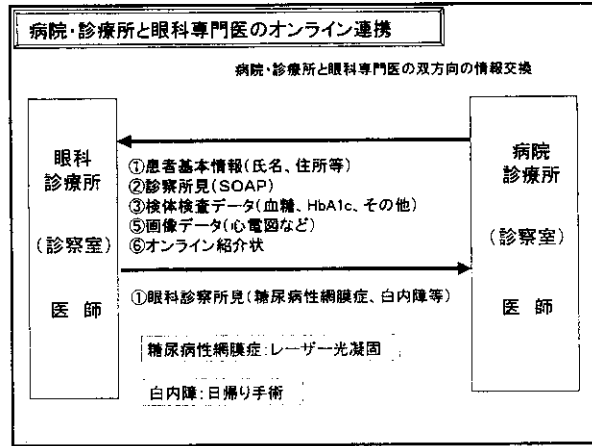 病院・診療所と眼科専門医のオンライン連携
病院・診療所と眼科専門医の双方向の情報交換
眼科
診療所
(診察室)
医 師
①患者基本情報(氏名、住所等)
②診察所見(SOAP)
③検体検査データ(血糖、HbA1c、その他)
⑤画像データ(心電図など)
⑥オンライン紹介状
①眼科診察所見(糖尿病性網膜症、白内障等)
糖尿病性網膜症:レーザー光凝固
白内障:日帰り手術
病院
診療所
(診察室)
医 師